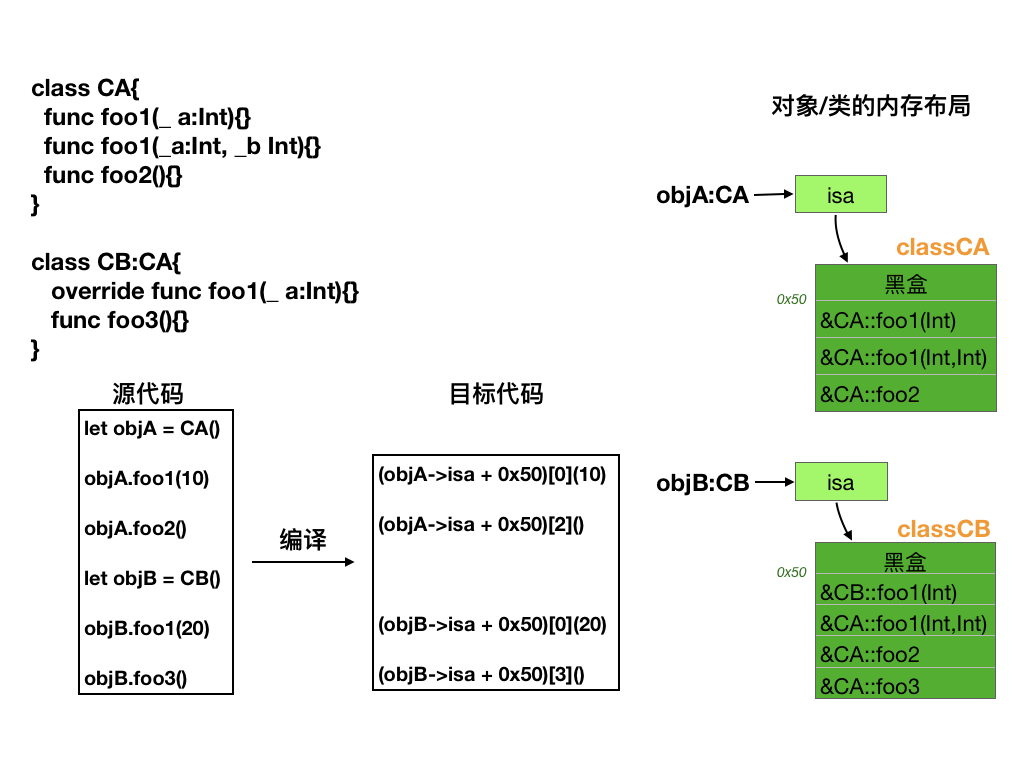 class CA{
func foo1(_ a:Int){}
func foo1(_a:Int, _b Int){}
func foo2(){}
}
class CB:CA{
override func foo1(_ a:Int){}
func foo3(){}
}
源代码
let objA = CA()
objA.foo1(10)
objA.foo2()
let objB = CB()
objB.foo1(20)
objB.foo3()
编译
目标代码
(objA->isa + 0x50)[0](10)
(objA->isa + 0x50)[2]()
(objB->isa + 0x50)[0](20)
(objB->isa + 0x50)[3]()
对象/类的内存布局
objA:CA
isa
classCA
黑盒
0x50
&CA::foo1(Int)
&CA::foo1(Int,Int)
&CA::foo2
objB:CB
isa
classCB
黑盒
0x50
&CB::foo1(Int)
&CA::foo1(Int,Int)
&CA::foo2
&CA::foo3